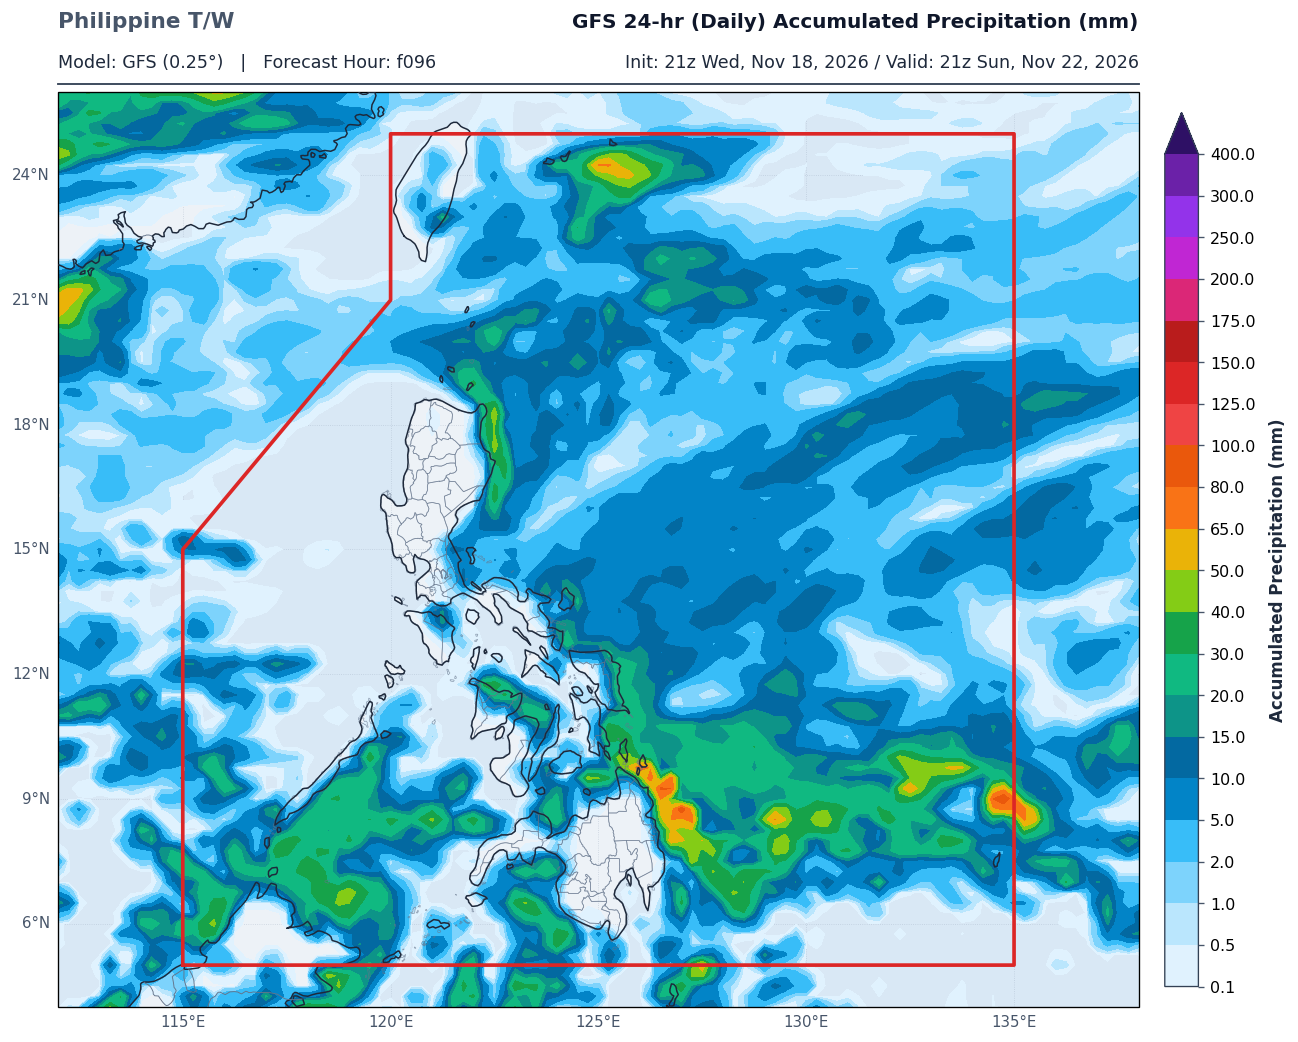 Philippine T/W
GFS 24-hr (Daily) Accumulated Precipitation (mm)
Model: GFS (0.25°)   |   Forecast Hour: f096
Init: 21z Wed, Nov 18, 2026 / Valid: 21z Sun, Nov 22, 2026
24°N
21°N
18°N
15°N
12°N
9°N
6°N
115°E
120°E
125°E
130°E
135°E
400.0
300.0
250.0
200.0
175.0
150.0
125.0
100.0
80.0
65.0
50.0
40.0
30.0
20.0
15.0
10.0
5.0
2.0
1.0
0.5
0.1
Accumulated Precipitation (mm)